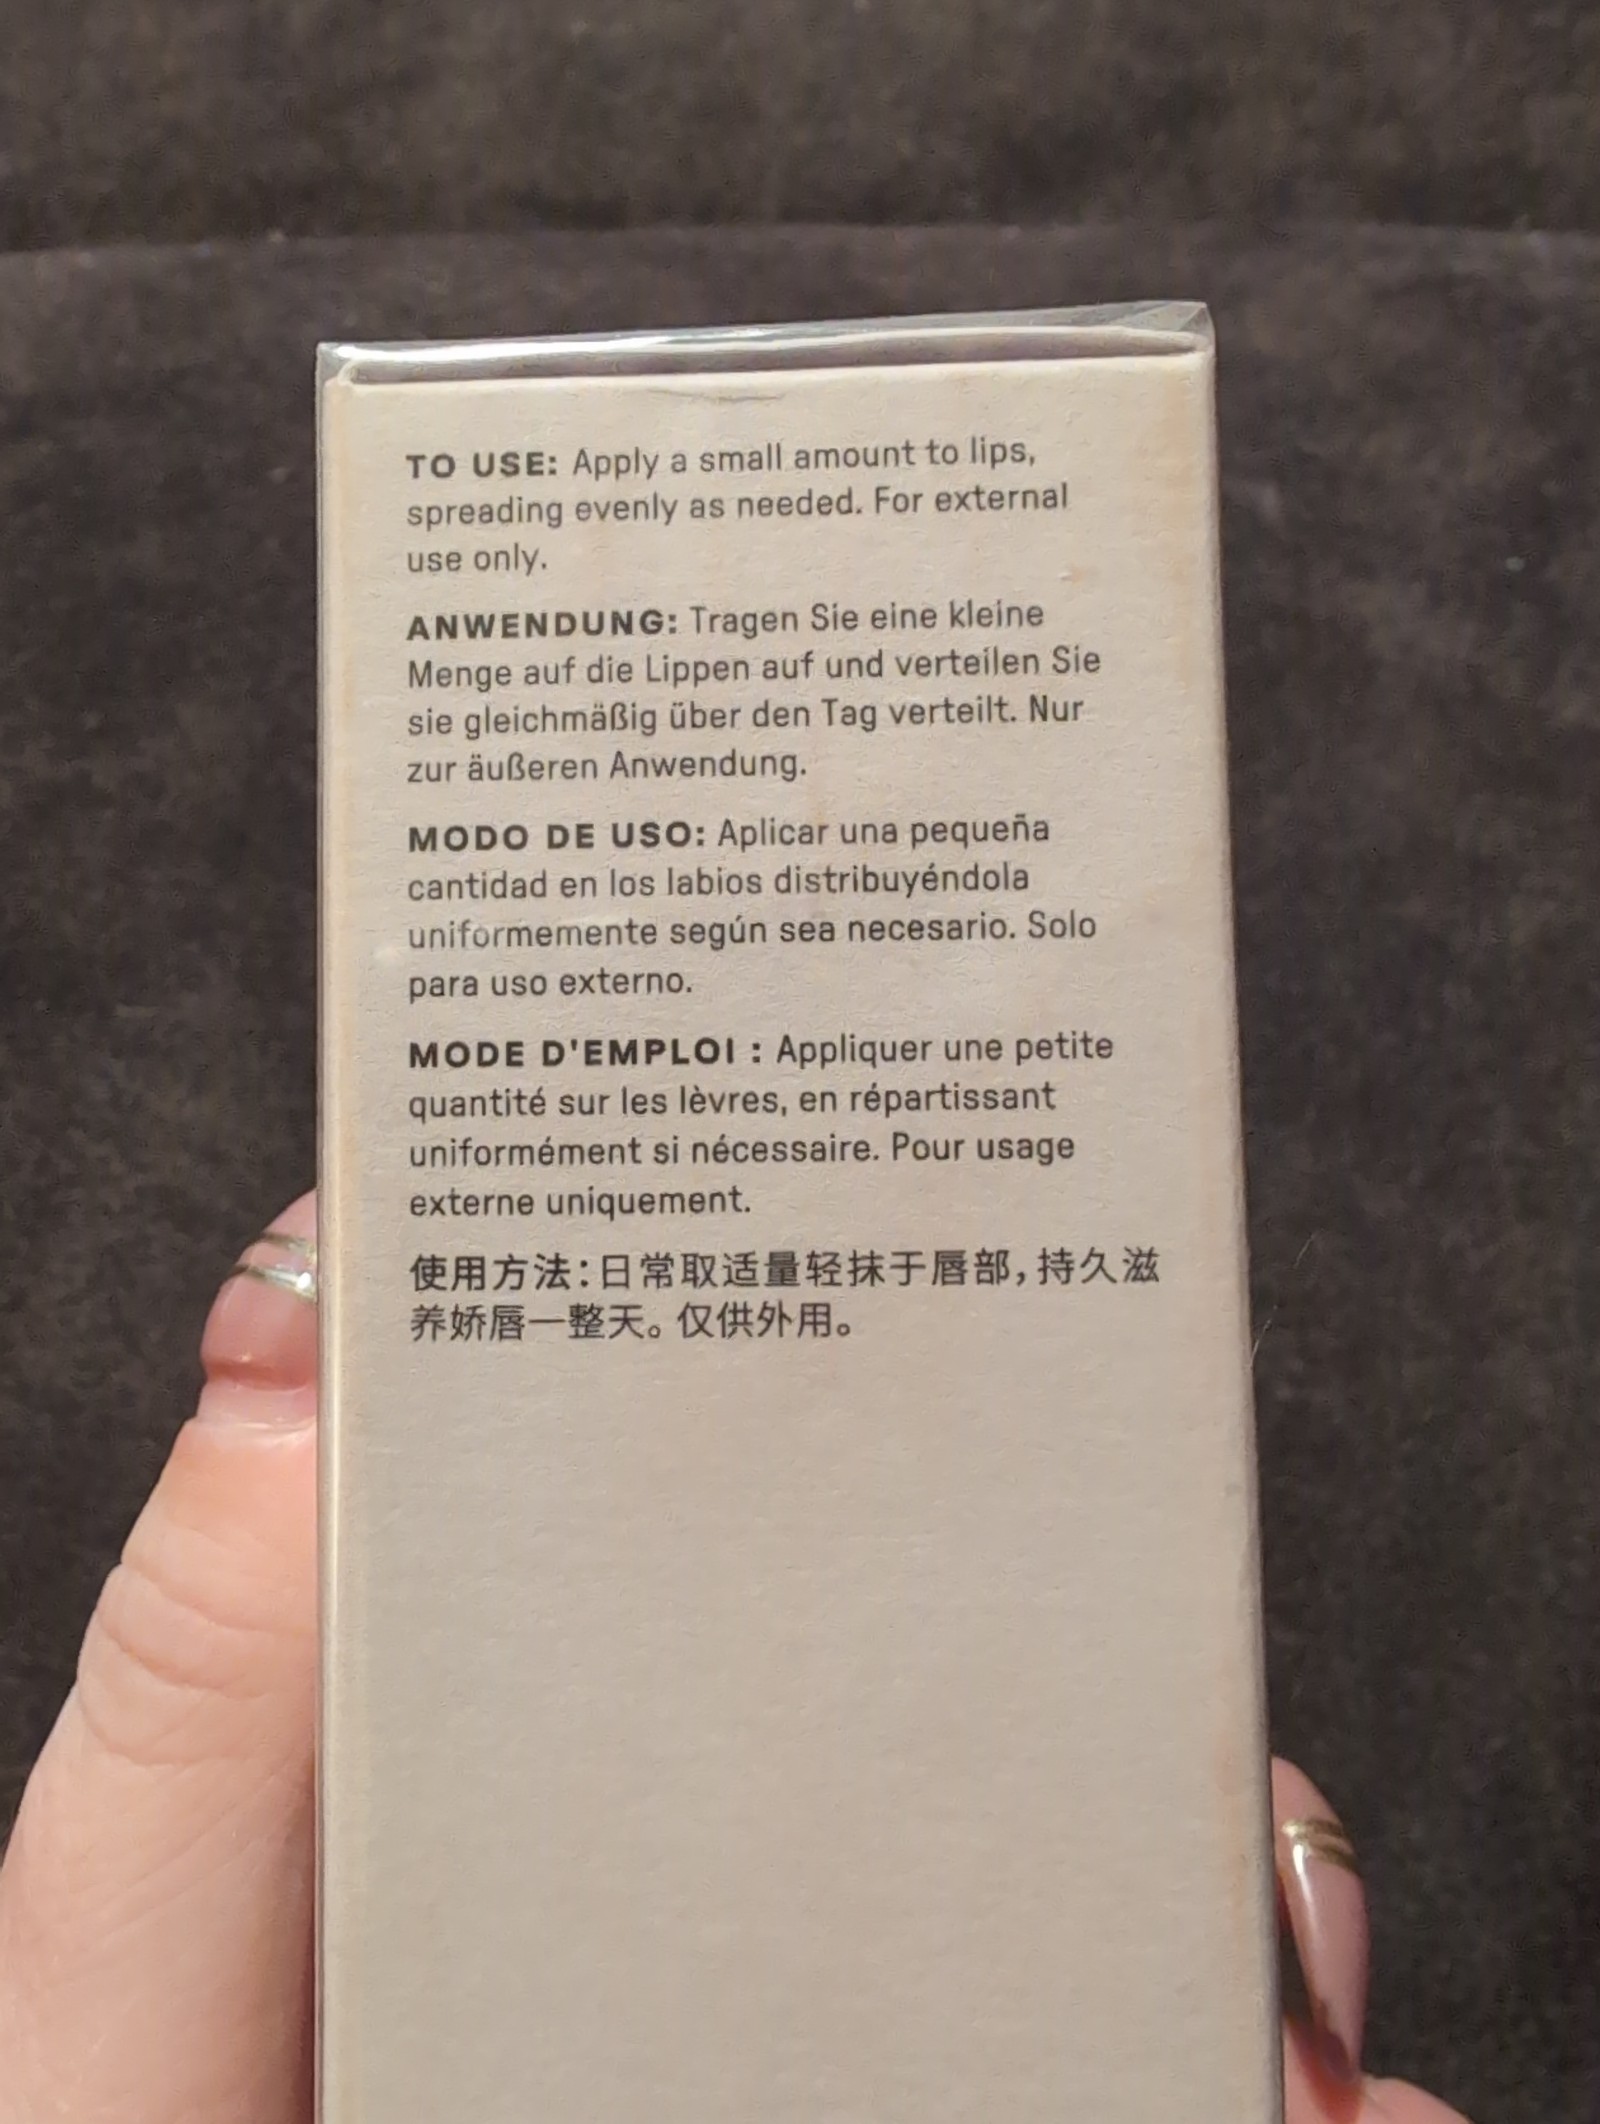 TO USE: Apply a small amount to lips,
spreading evenly as needed. For external
use only.
ANWENDUNG: Tragen Sie eine kleine
Menge auf die Lippen auf und verteilen Sie
sie gleichmäßig über den Tag verteilt. Nur
zur äußeren Anwendung.
MODO DE USO: Aplicar una pequeña
cantidad en los labios distribuyéndola
uniformemente según sea necesario. Solo
para uso externo.
MODE D'EMPLOI : Appliquer une petite
quantité sur les lèvres, en répartissant
uniformément si nécessaire. Pour usage
externe uniquement.
使用方法：日常取适量轻抹于唇部，持久滋
养娇唇一整天。仅供外用。